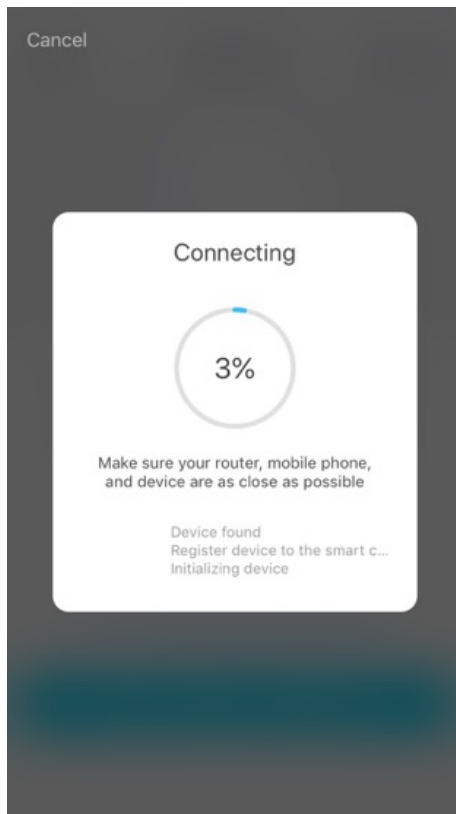 Cancel
Connecting
3%
Make sure your router, mobile phone,
and device are as close as possible
Device found
Register device to the smart c...
Initializing device